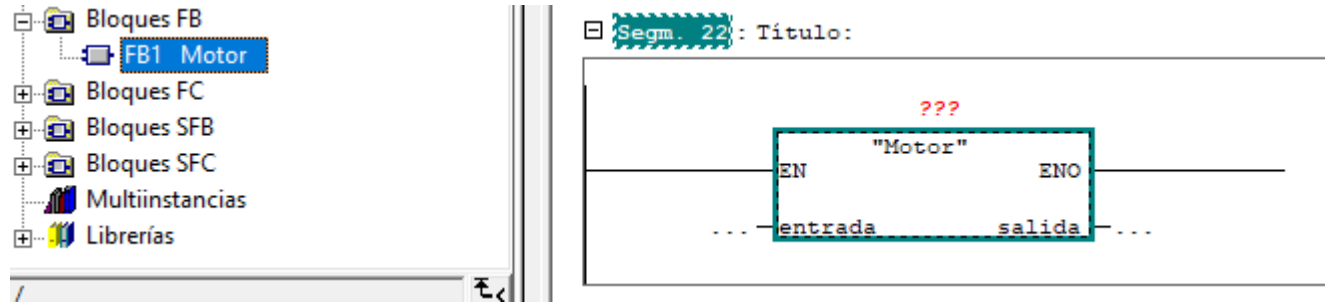 Bloques FB
FB1 Motor
Bloques FC
Bloques SFB
Bloques SFC
Multiinstancias
Librerías
/
Segm. 22: Título:
???
"Motor"
EN ENO
... entrada salida ...